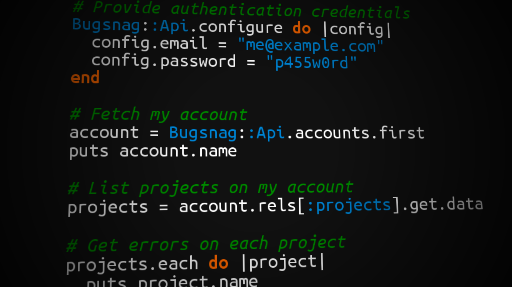 # Provide authentication credentials
Bugsnag::Api.configure do |config|
config.email = "me@example.com"
config.password = "p455w0rd"
end
# Fetch my account
account = Bugsnag::Api.accounts.first
puts account.name
# List projects on my account
projects = account.rels[:projects].get.data
# Get errors on each project
projects.each do |project|
puts project.name